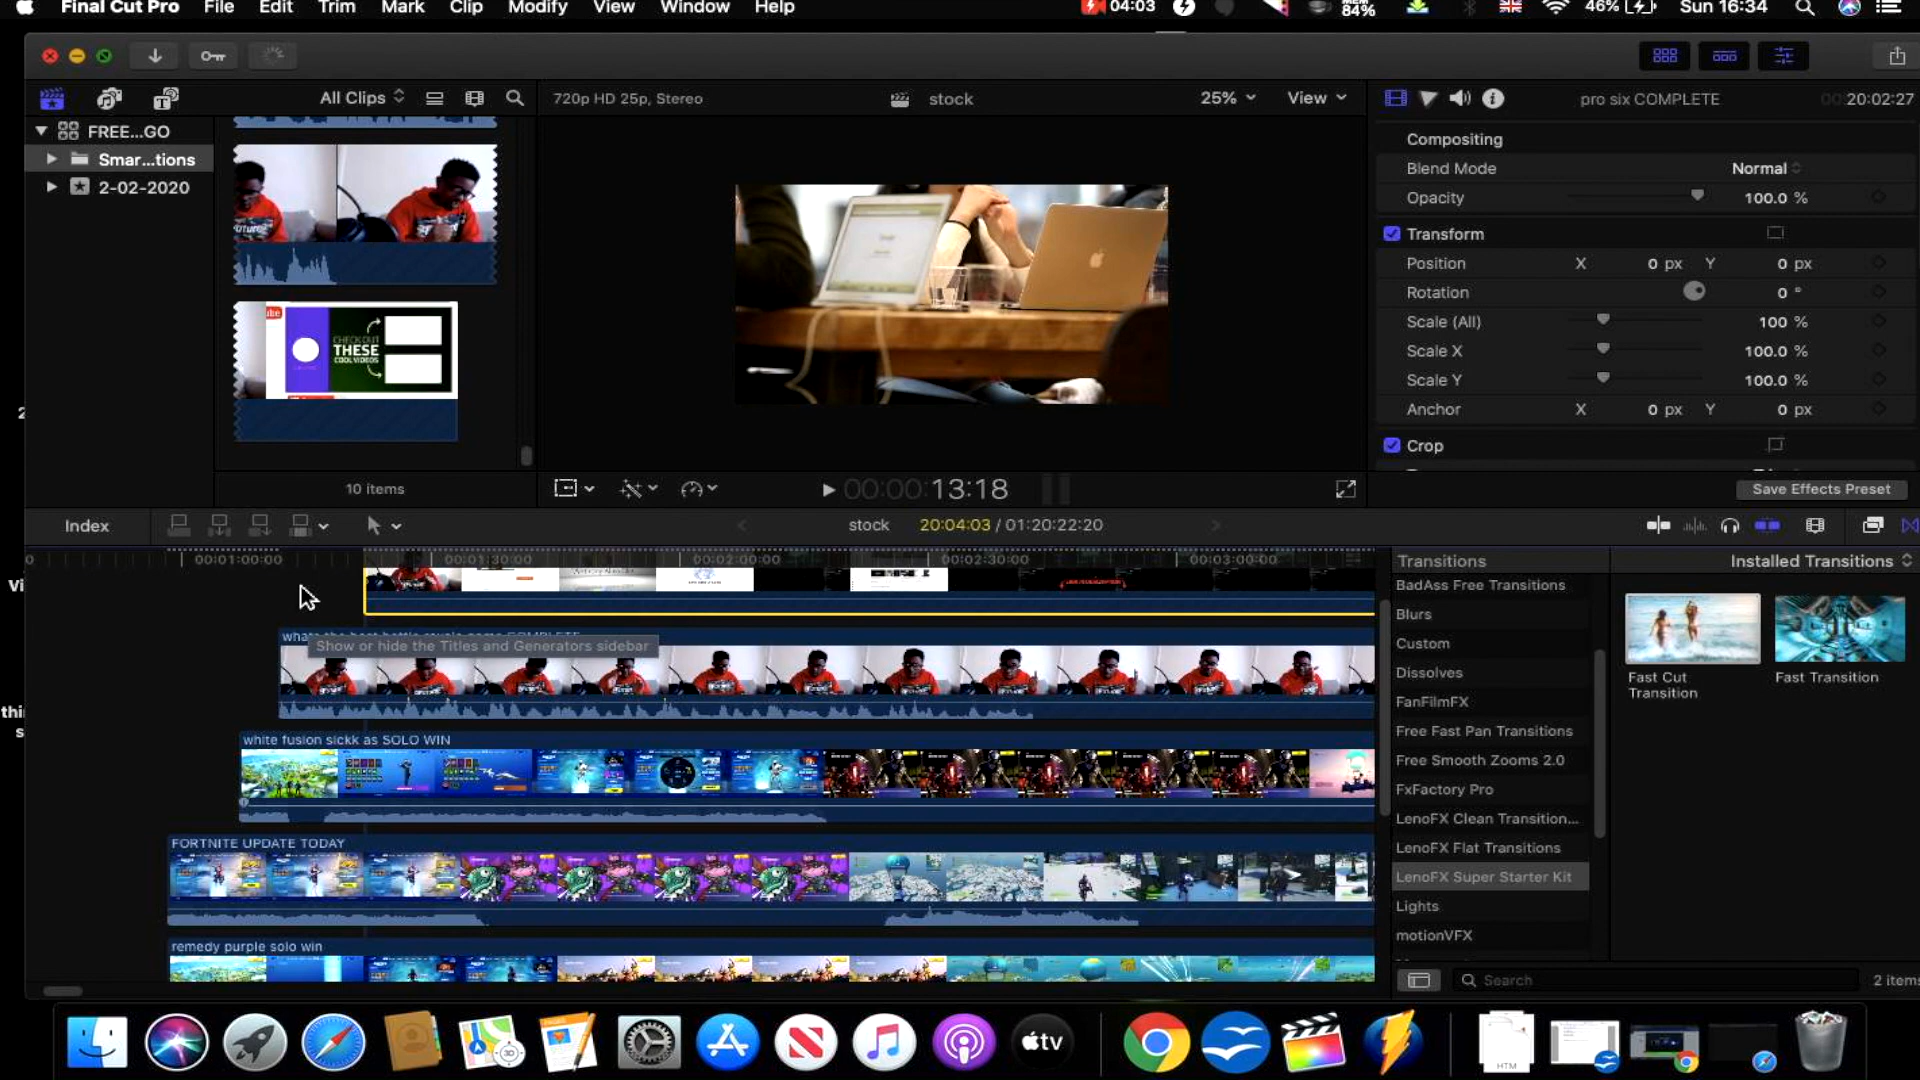 Final Cut Pro File Edit Trim Mark Clip Modify View Window Help
04:03 MEM 84% 46% Sun 16:34
All Clips
720p HD 25p, Stereo
stock
25% View
pro six COMPLETE
00:20:02:27
FREE...GO
Smar...tions
2-02-2020
CHECK OUT
THESE
COOL VIDEOS
10 items
00:00:13:18
Compositing
Blend Mode Normal
Opacity 100.0 %
Transform
Position X 0 px Y 0 px
Rotation 0 °
Scale (All) 100 %
Scale X 100.0 %
Scale Y 100.0 %
Anchor X 0 px Y 0 px
Crop
Save Effects Preset
Index
stock 20:04:03 / 01:20:22:20
00:01:00:00 00:01:30:00 00:02:00:00 00:02:30:00 00:03:00:00
Show or hide the Titles and Generators sidebar
white fusion sickk as SOLO WIN
FORTNITE UPDATE TODAY
remedy purple solo win
Transitions
Installed Transitions
BadAss Free Transitions
Blurs
Custom
Dissolves
FanFilmFX
Free Fast Pan Transitions
Free Smooth Zooms 2.0
FxFactory Pro
LenoFX Clean Transition...
LenoFX Flat Transitions
LenoFX Super Starter Kit
Lights
motionVFX
Fast Cut
Transition
Fast Transition
Search
2 items
tv
HTM